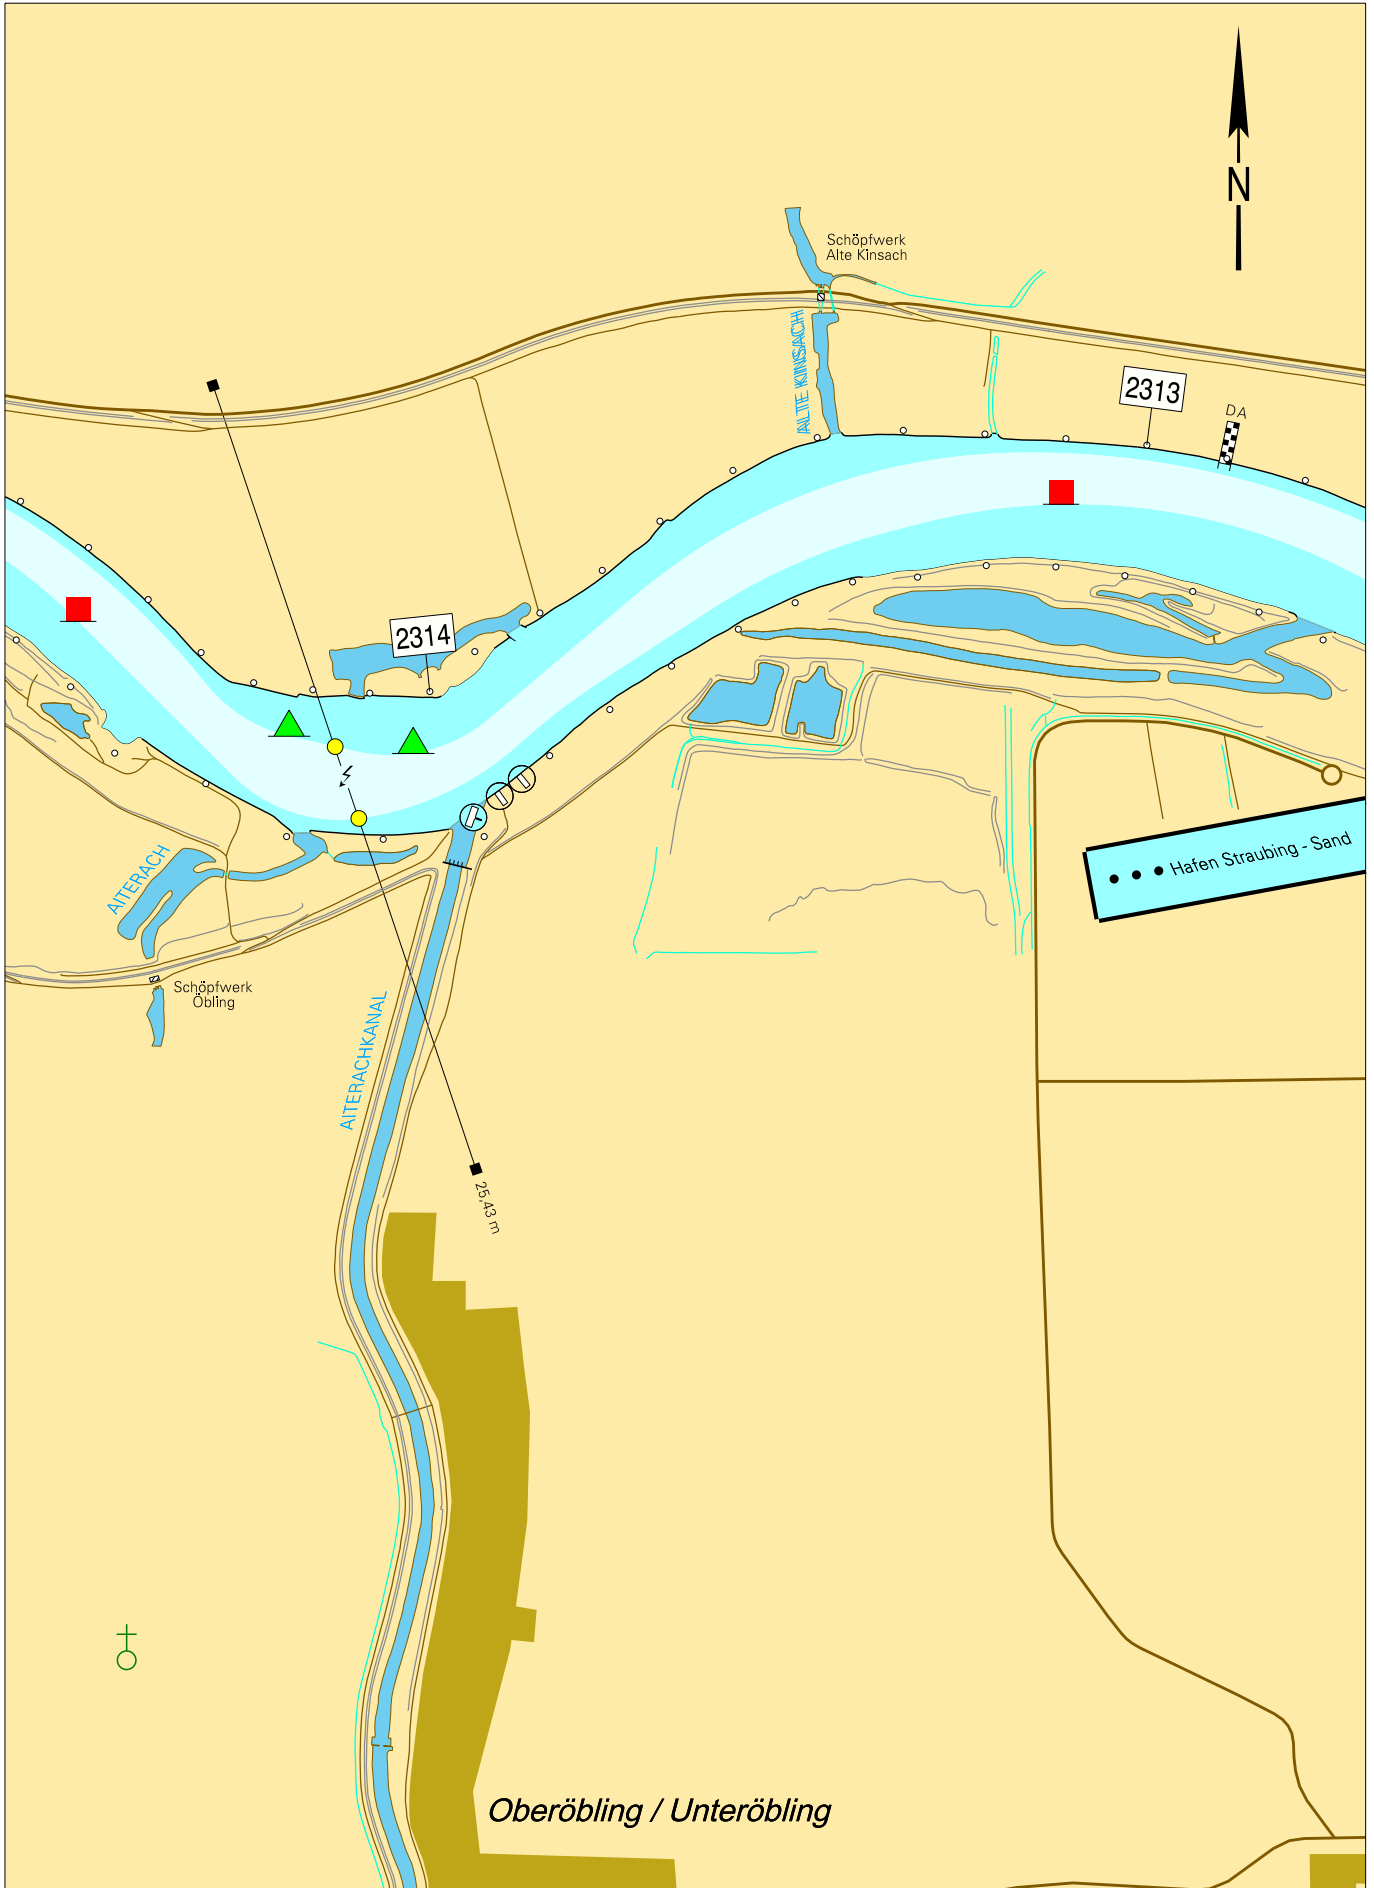 N
Schöpfwerk
Alte Kinsach
ALTE KINSACH
2313
DA
2314
Hafen Straubing - Sand
AITERACH
Schöpfwerk
Öbling
AITERACHKANAL
25,43 m
Oberöbling / Unteröbling